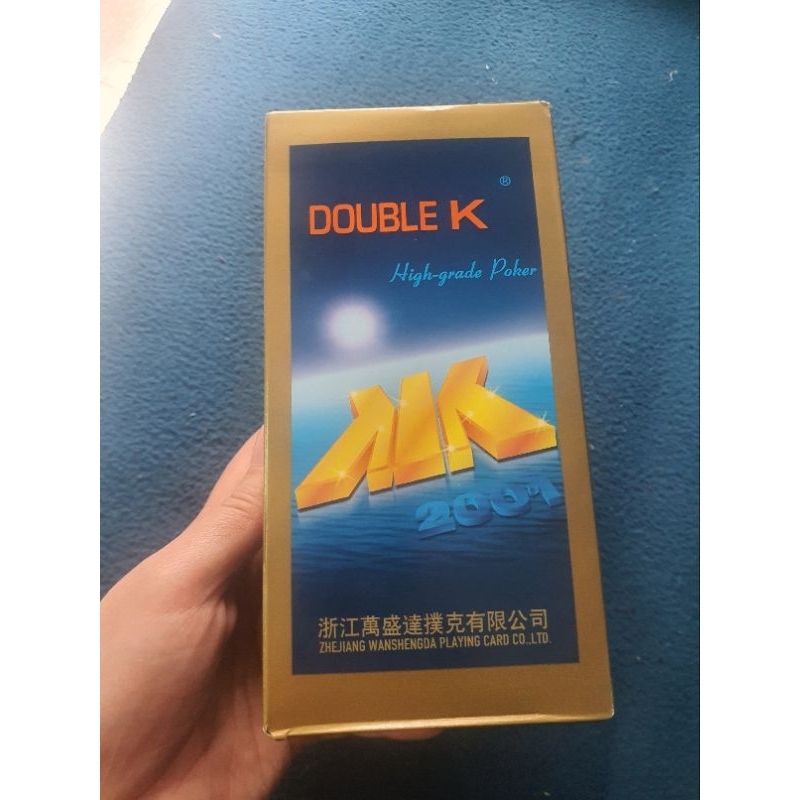 ®
DOUBLE K
High-grade Poker
KK
2001
浙江萬盛達撲克有限公司
ZHEJIANG WANSHENGDA PLAYING CARD CO.,LTD.